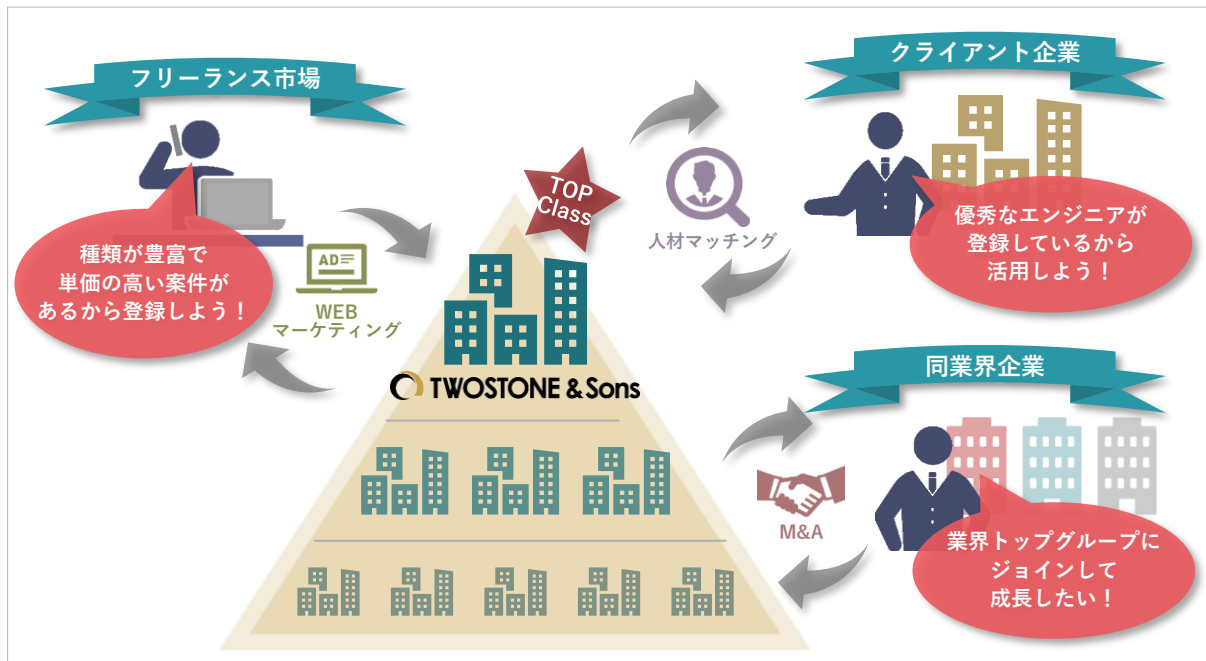 フリーランス市場
種類が豊富で
単価の高い案件が
あるから登録しよう！
AD
WEB
マーケティング
TOP
Class
TWOSTONE & Sons
人材マッチング
クライアント企業
優秀なエンジニアが
登録しているから
活用しよう！
同業界企業
M&A
業界トップグループに
ジョインして
成長したい！